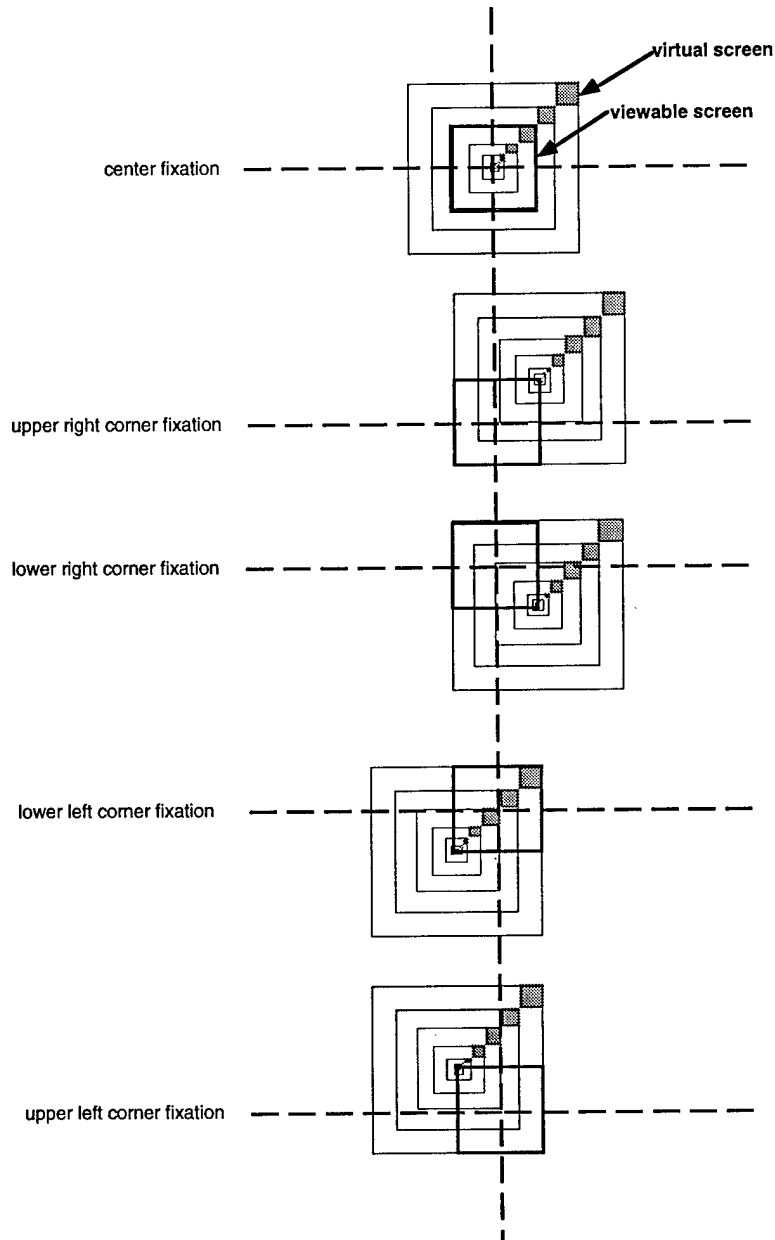 virtual screen
viewable screen
center fixation
upper right corner fixation
lower right corner fixation
lower left corner fixation
upper left corner fixation